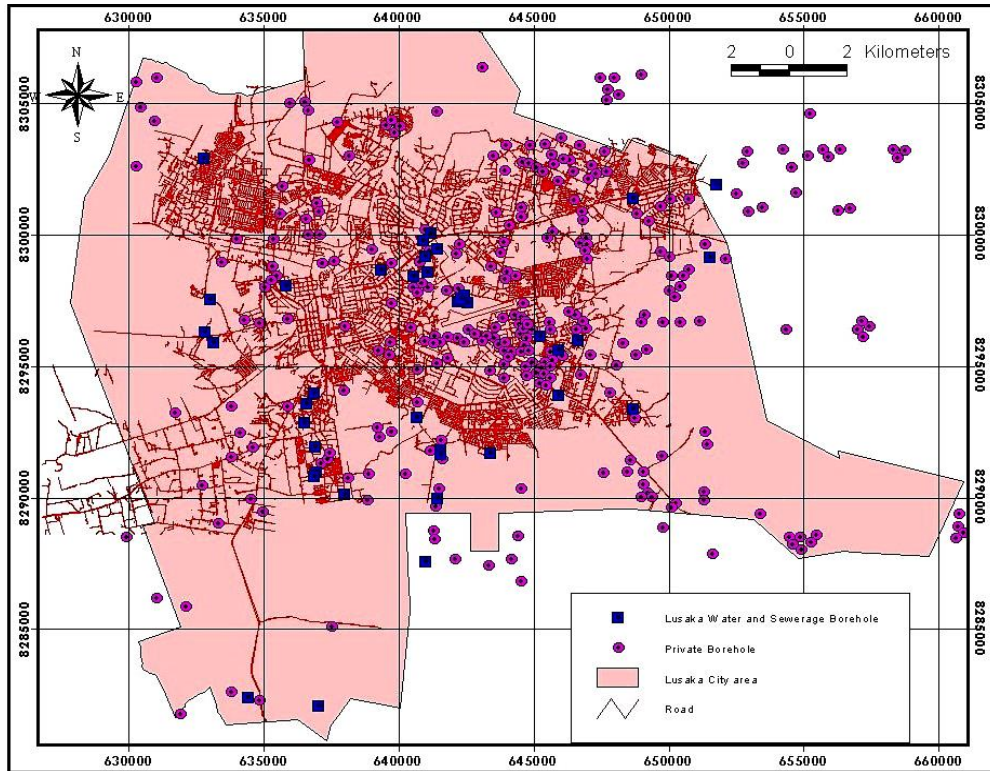 630000 635000 640000 645000 650000 655000 660000
N
W E
S
2 0 2 Kilometers
8305000 8305000
8300000 8300000
8295000 8295000
8290000 8290000
8285000 8285000
Lusaka Water and Sewerage Borehole
Private Borehole
Lusaka City area
Road
630000 635000 640000 645000 650000 655000 660000